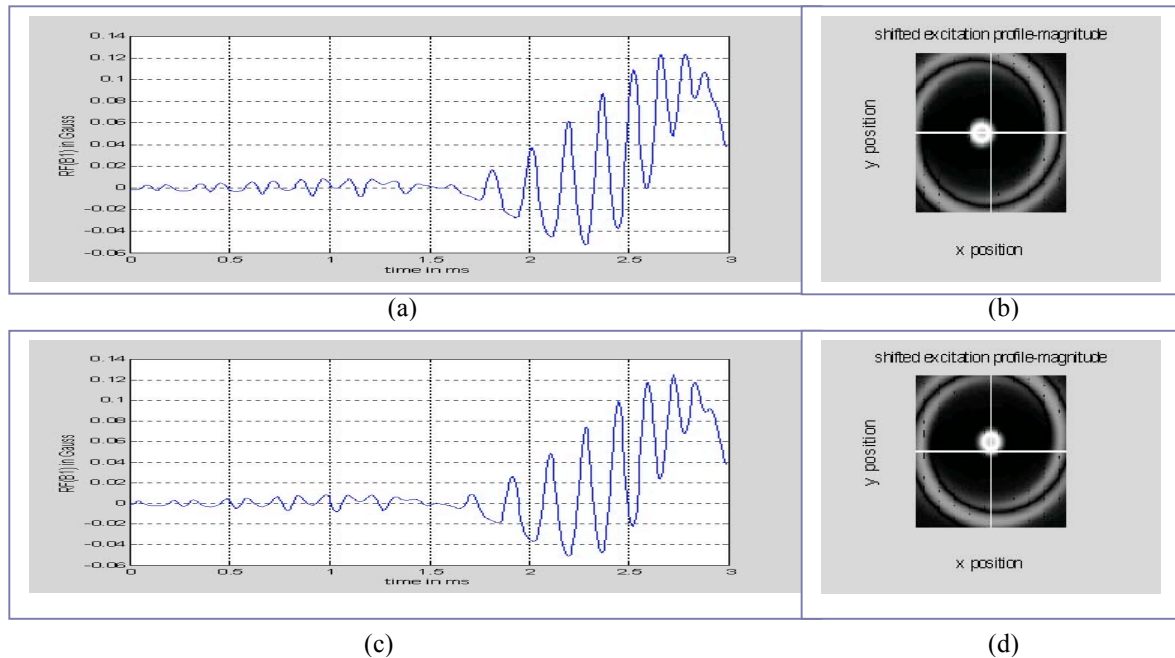 0.14
0.12
0.1
0.08
0.06
0.04
0.02
0
-0.02
-0.04
-0.06
RF(B1) in Gauss
0 0.5 1 1.5 2 2.5 3
time in ms
(a)
shifted excitation profile-magnitude
y position
x position
(b)
0.14
0.12
0.1
0.08
0.06
0.04
0.02
0
-0.02
-0.04
-0.06
RF(B1) in Gauss
0 0.5 1 1.5 2 2.5 3
time in ms
(c)
shifted excitation profile-magnitude
y position
x position
(d)